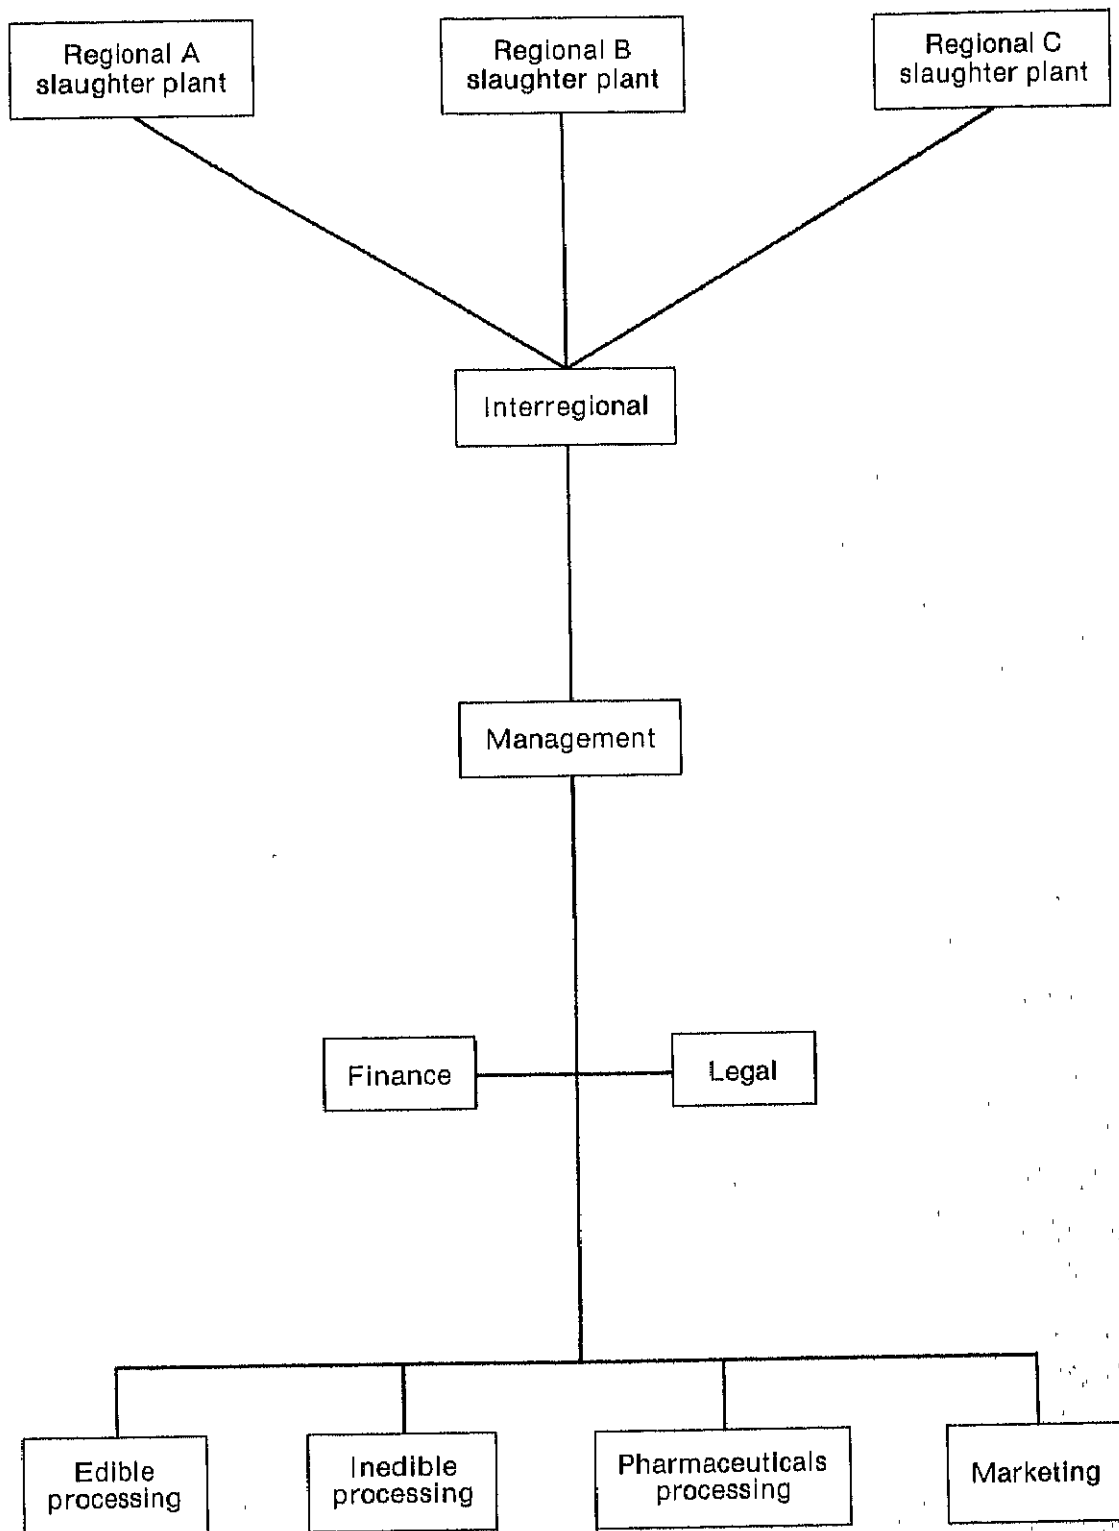 Regional A
slaughter plant
Regional B
slaughter plant
Regional C
slaughter plant
Interregional
Management
Finance
Legal
Edible
processing
Inedible
processing
Pharmaceuticals
processing
Marketing